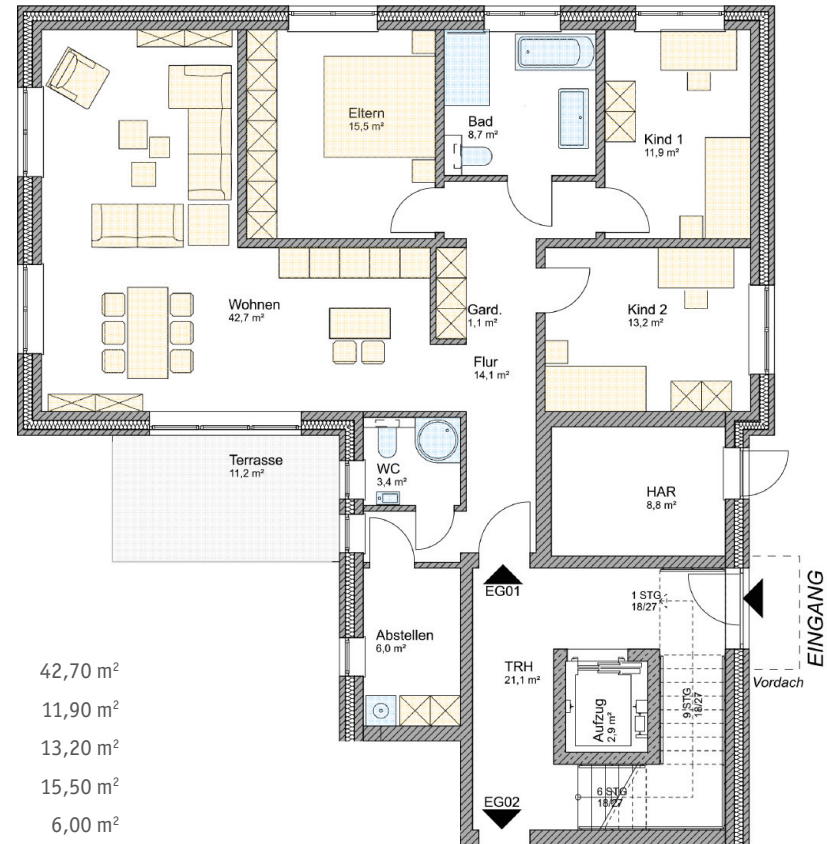 Eltern
15,5 m²
Bad
8,7 m²
Kind 1
11,9 m²
Wohnen
42,7 m²
Gard.
1,1 m²
Kind 2
13,2 m²
Flur
14,1 m²
Terrasse
11,2 m²
WC
3,4 m²
HAR
8,8 m²
EG01
1 STG
18/27
EINGANG
Vordach
Abstellen
6,0 m²
TRH
21,1 m²
Aufzug
2,9 m²
9 STG
18/27
6 STG
18/27
EG02
42,70 m²
11,90 m²
13,20 m²
15,50 m²
6,00 m²